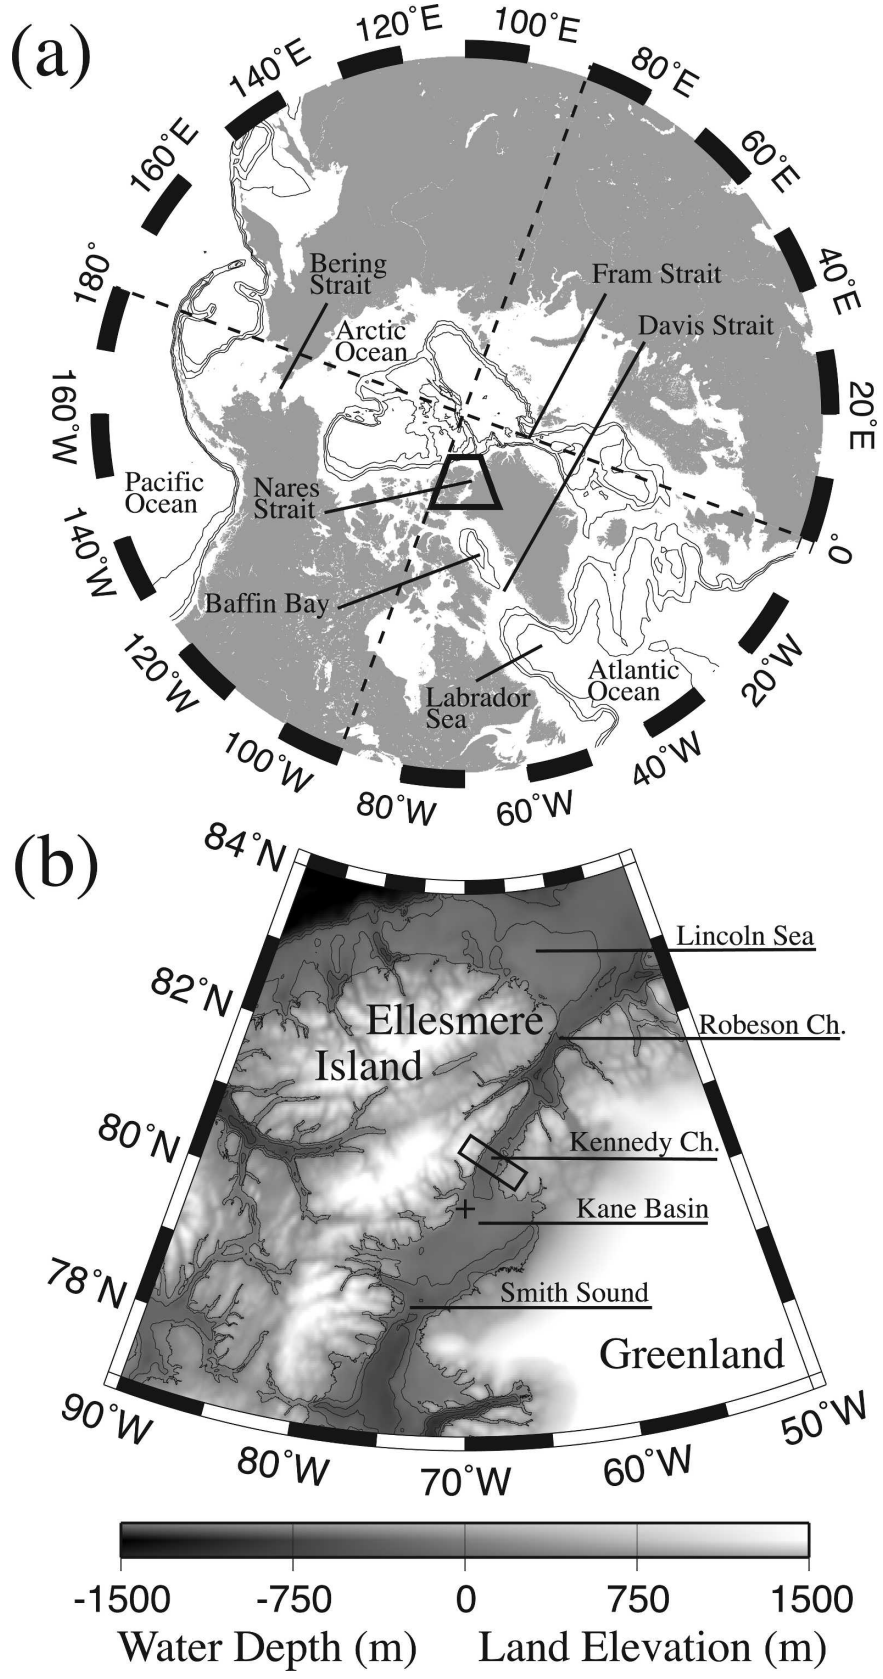 (a)
120°E
100°E
140°E
80°E
160°E
60°E
180°
40°E
Bering
Strait
Fram Strait
Arctic
Ocean
Davis Strait
160°W
20°E
Pacific
Ocean
Nares
Strait
140°W
0°
Baffin Bay
120°W
Labrador
Sea
Atlantic
Ocean
20°W
100°W
40°W
80°W
60°W
(b)
84°N
Lincoln Sea
82°N
Ellesmere
Island
Robeson Ch.
80°N
Kennedy Ch.
+
Kane Basin
78°N
Smith Sound
Greenland
90°W
80°W
70°W
60°W
50°W
-1500 -750 0 750 1500
Water Depth (m) Land Elevation (m)